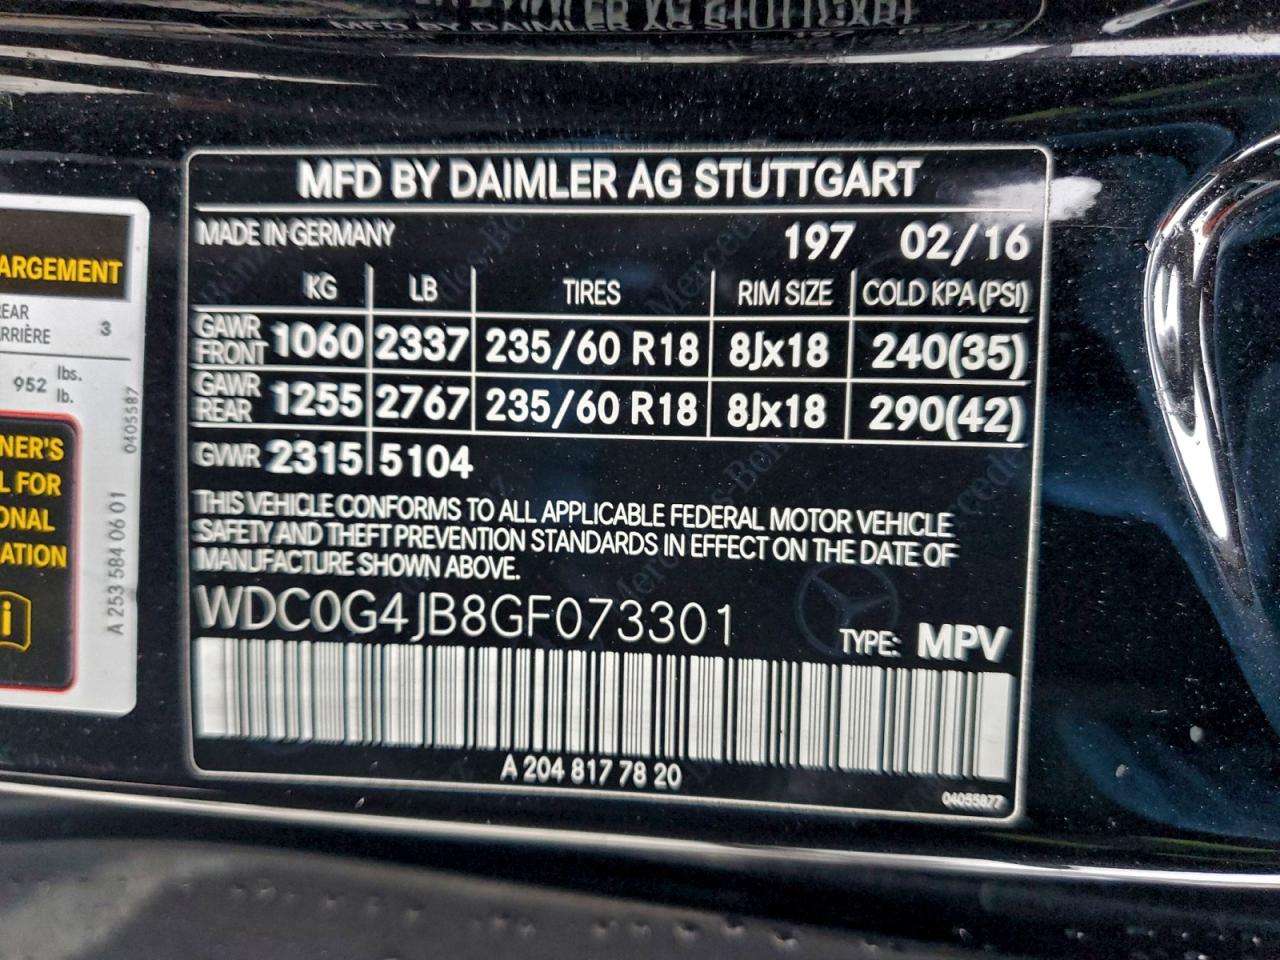 MFD BY DAIMLER AG STUTTGART
MADE IN GERMANY 197 02/16
KG LB TIRES RIM SIZE COLD KPA(PSI)
GAWR FRONT 1060 2337 235/60 R18 8Jx18 240(35)
GAWR REAR 1255 2767 235/60 R18 8Jx18 290(42)
GVWR 2315 5104
THIS VEHICLE CONFORMS TO ALL APPLICABLE FEDERAL MOTOR VEHICLE
SAFETY AND THEFT PREVENTION STANDARDS IN EFFECT ON THE DATE OF
MANUFACTURE SHOWN ABOVE.
WDC0G4JB8GF073301
TYPE: MPV
A 204 817 78 20
04055877
ARGEMENT
EAR
RRIÈRE 3
952 lbs.
lb.
0405587
NER'S
L FOR
ONAL
ATION
i
A 253 584 06 01